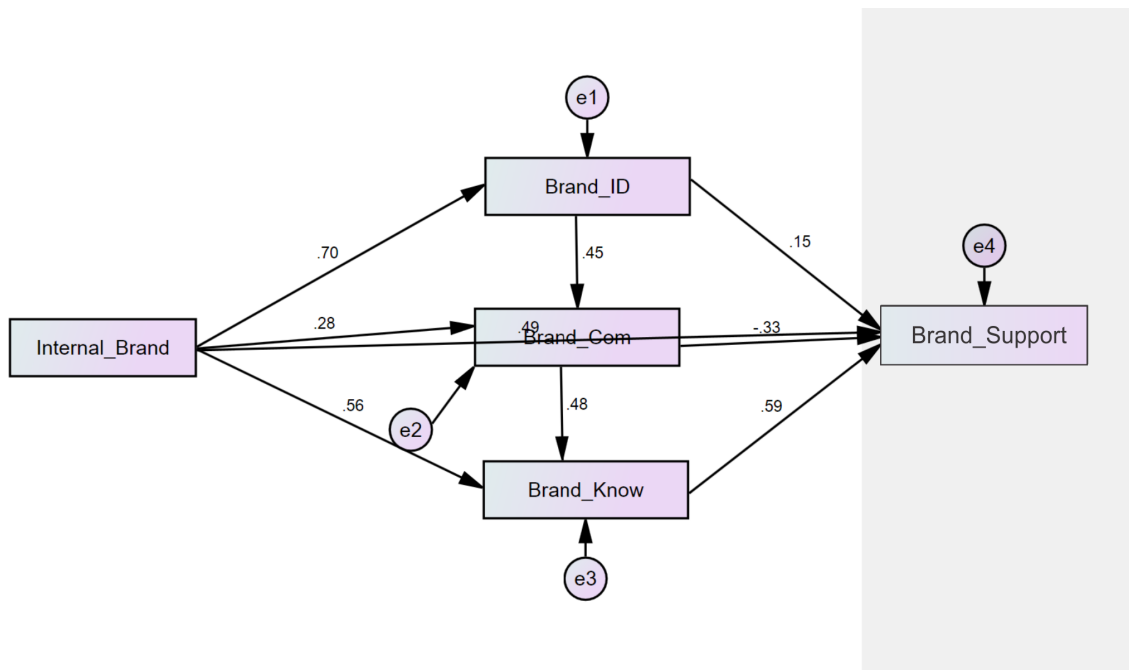 e1
Brand_ID
.70
.45
.15
e4
Internal_Brand
.28
.49
-.33
Brand_Com
Brand_Support
.56
e2
.48
.59
Brand_Know
e3